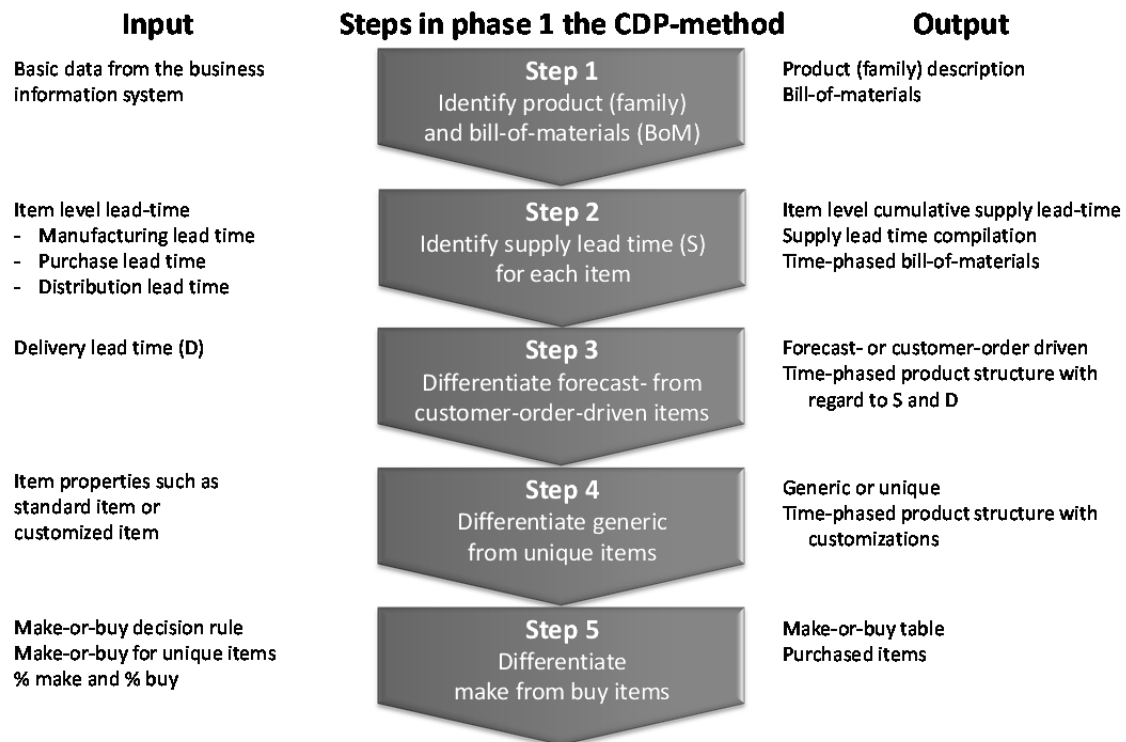 Input
Steps in phase 1 the CDP-method
Output
Basic data from the business
information system
Step 1
Identify product (family)
and bill-of-materials (BoM)
Product (family) description
Bill-of-materials
Item level lead-time
- Manufacturing lead time
- Purchase lead time
- Distribution lead time
Step 2
Identify supply lead time (S)
for each item
Item level cumulative supply lead-time
Supply lead time compilation
Time-phased bill-of-materials
Delivery lead time (D)
Step 3
Differentiate forecast- from
customer-order-driven items
Forecast- or customer-order driven
Time-phased product structure with
regard to S and D
Item properties such as
standard item or
customized item
Step 4
Differentiate generic
from unique items
Generic or unique
Time-phased product structure with
customizations
Make-or-buy decision rule
Make-or-buy for unique items
% make and % buy
Step 5
Differentiate
make from buy items
Make-or-buy table
Purchased items